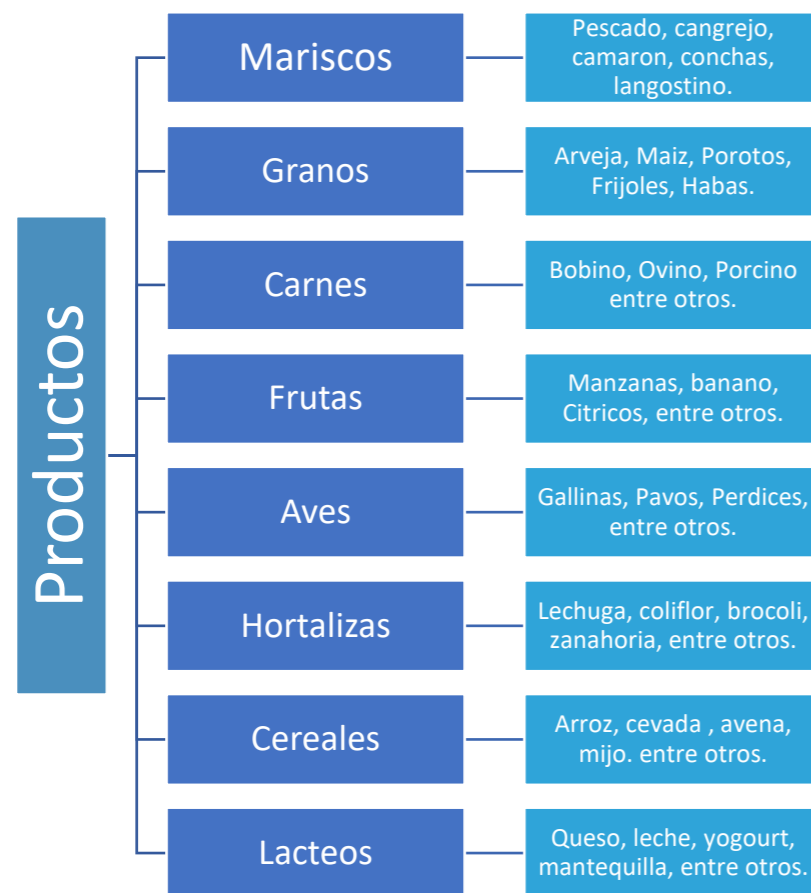 Productos
Mariscos
Pescado, cangrejo,
camaron, conchas,
langostino.
Granos
Arveja, Maiz, Porotos,
Frijoles, Habas.
Carnes
Bobino, Ovino, Porcino
entre otros.
Frutas
Manzanas, banano,
Citricos, entre otros.
Aves
Gallinas, Pavos, Perdices,
entre otros.
Hortalizas
Lechuga, coliflor, brocoli,
zanahoria, entre otros.
Cereales
Arroz, cevada , avena,
mijo. entre otros.
Lacteos
Queso, leche, yogourt,
mantequilla, entre otros.